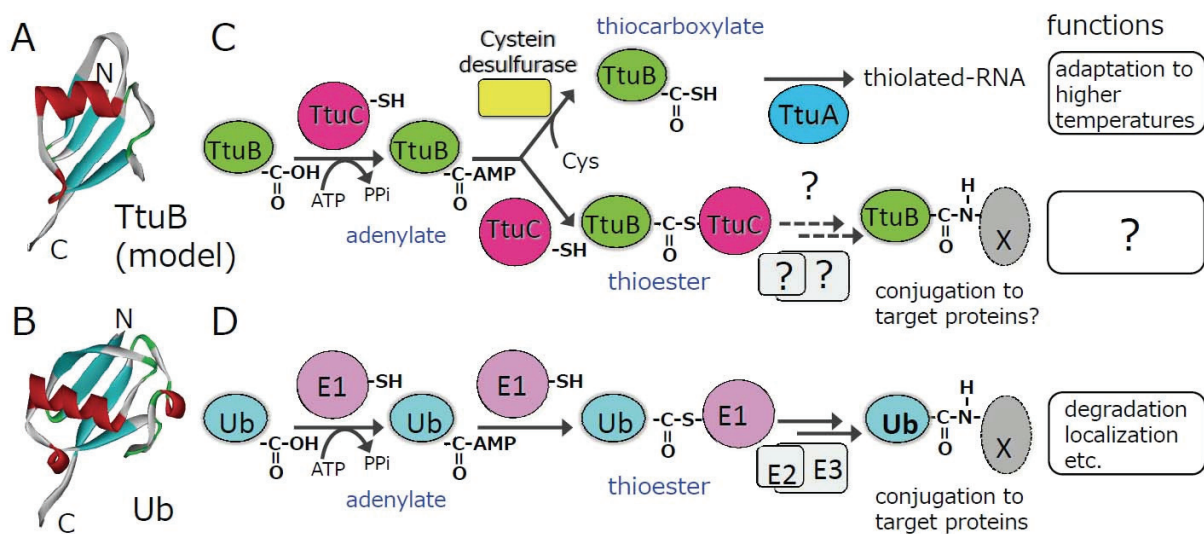 A
N
C
TtuB
(model)
B
N
C
Ub
C
functions
thiocarboxylate
Cystein
desulfurase
TtuB
C-SH
O
TtuA
thiolated-RNA
adaptation to
higher
temperatures
TtuB
C-OH
O
TtuC
-SH
ATP
PPi
TtuB
C-AMP
O
adenylate
Cys
TtuC
-SH
TtuB
-C-S-
O
TtuC
thioester
?
?
?
TtuB
-C-N-
H
O
X
conjugation to
target proteins?
?
D
Ub
C-OH
O
E1
-SH
ATP
PPi
Ub
C-AMP
O
adenylate
E1
-SH
Ub
-C-S-
O
E1
thioester
E2
E3
Ub
-C-N-
H
O
X
conjugation to
target proteins
degradation
localization
etc.